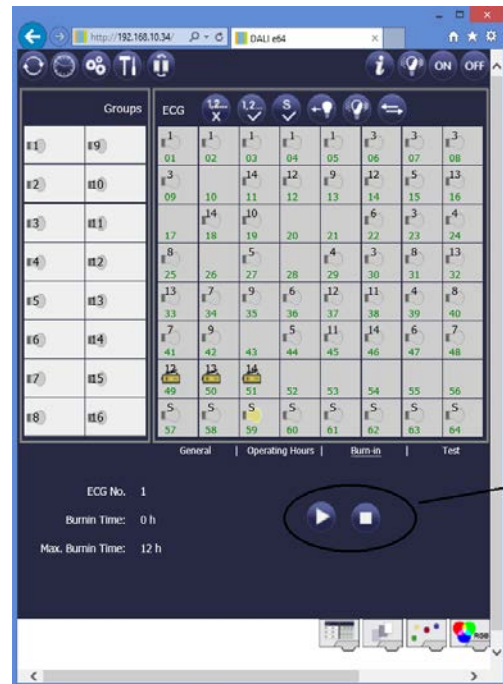 http://192.168.10.34/
DALI e64
ON OFF
Groups
ECG 1,2... X 1,2... S
1 9
1 1 1 1 1 3 3 3
01 02 03 04 05 06 07 08
2 10
3 14 12 9 12 5 13
09 10 11 12 13 14 15 16
3 11
14 10 6 3 4
17 18 19 20 21 22 23 24
4 12
8 5 4 3 8 13
25 26 27 28 29 30 31 32
5 13
13 7 9 6 12 11 4 8
33 34 35 36 37 38 39 40
6 14
7 9 5 11 14 6 7
41 42 43 44 45 46 47 48
7 15
12 13 14
49 50 51 52 53 54 55 56
8 16
S S S S S S S S
57 58 59 60 61 62 63 64
General | Operating Hours | Burn-in | Test
ECG No. 1
Burnin Time: 0 h
Max. Burnin Time: 12 h
RGB